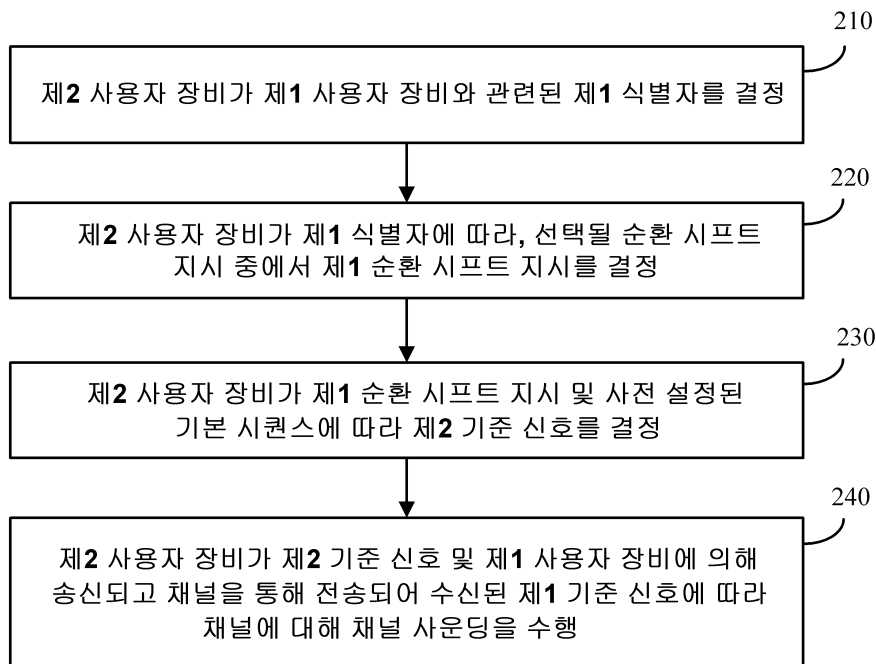 210
제2 사용자 장비가 제1 사용자 장비와 관련된 제1 식별자를 결정
220
제2 사용자 장비가 제1 식별자에 따라, 선택될 순환 시프트
지시 중에서 제1 순환 시프트 지시를 결정
230
제2 사용자 장비가 제1 순환 시프트 지시 및 사전 설정된
기본 시퀀스에 따라 제2 기준 신호를 결정
240
제2 사용자 장비가 제2 기준 신호 및 제1 사용자 장비에 의해
송신되고 채널을 통해 전송되어 수신된 제1 기준 신호에 따라
채널에 대해 채널 사운딩을 수행